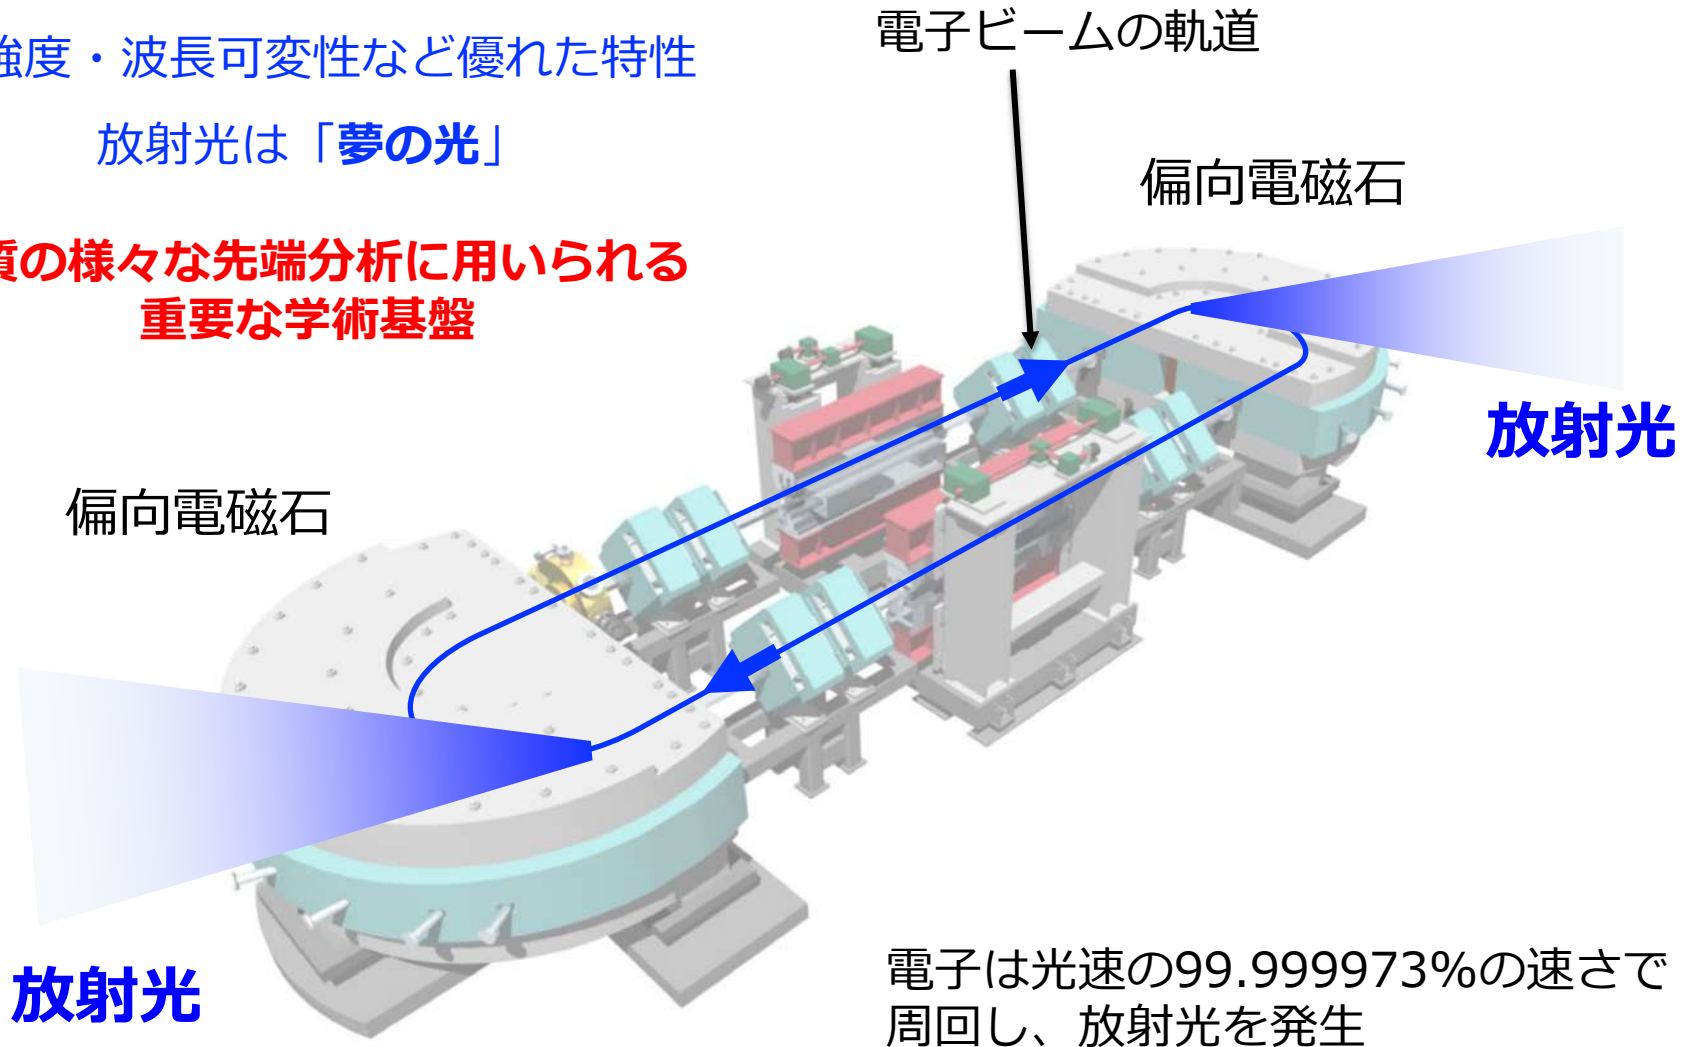 強度・波長可変性など優れた特性
放射光は「夢の光」
質の様々な先端分析に用いられる
重要な学術基盤
電子ビームの軌道
偏向電磁石
放射光
偏向電磁石
放射光
電子は光速の99.999973%の速さで
周回し、放射光を発生